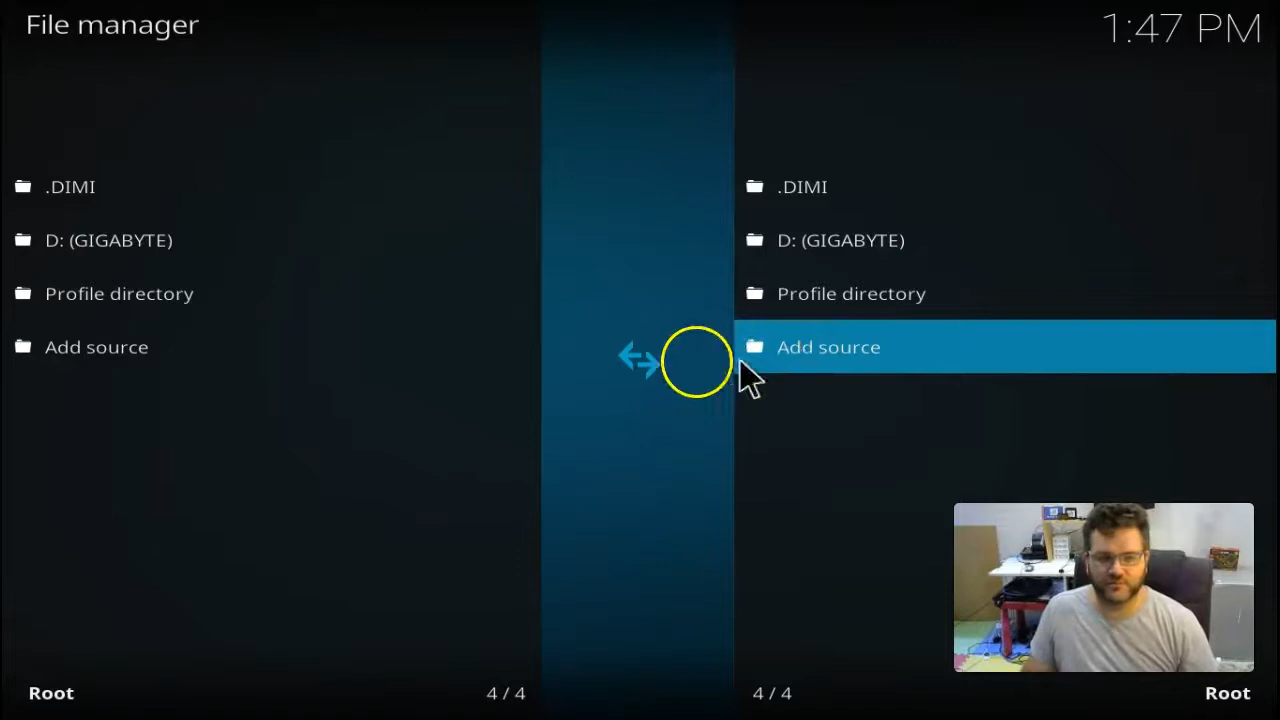 File manager
1:47 PM
.DIMI
D: (GIGABYTE)
Profile directory
Add source
.DIMI
D: (GIGABYTE)
Profile directory
Add source
Root
4 / 4
4 / 4
Root